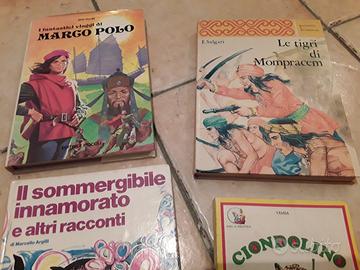 i fantastici viaggi di
MARCO POLO
E. Salgari
Le tigri
di
Mompracem
Il sommergibile
innamorato
e altri racconti
di Marcello Argilli
VAMBA
CIONDOLINO